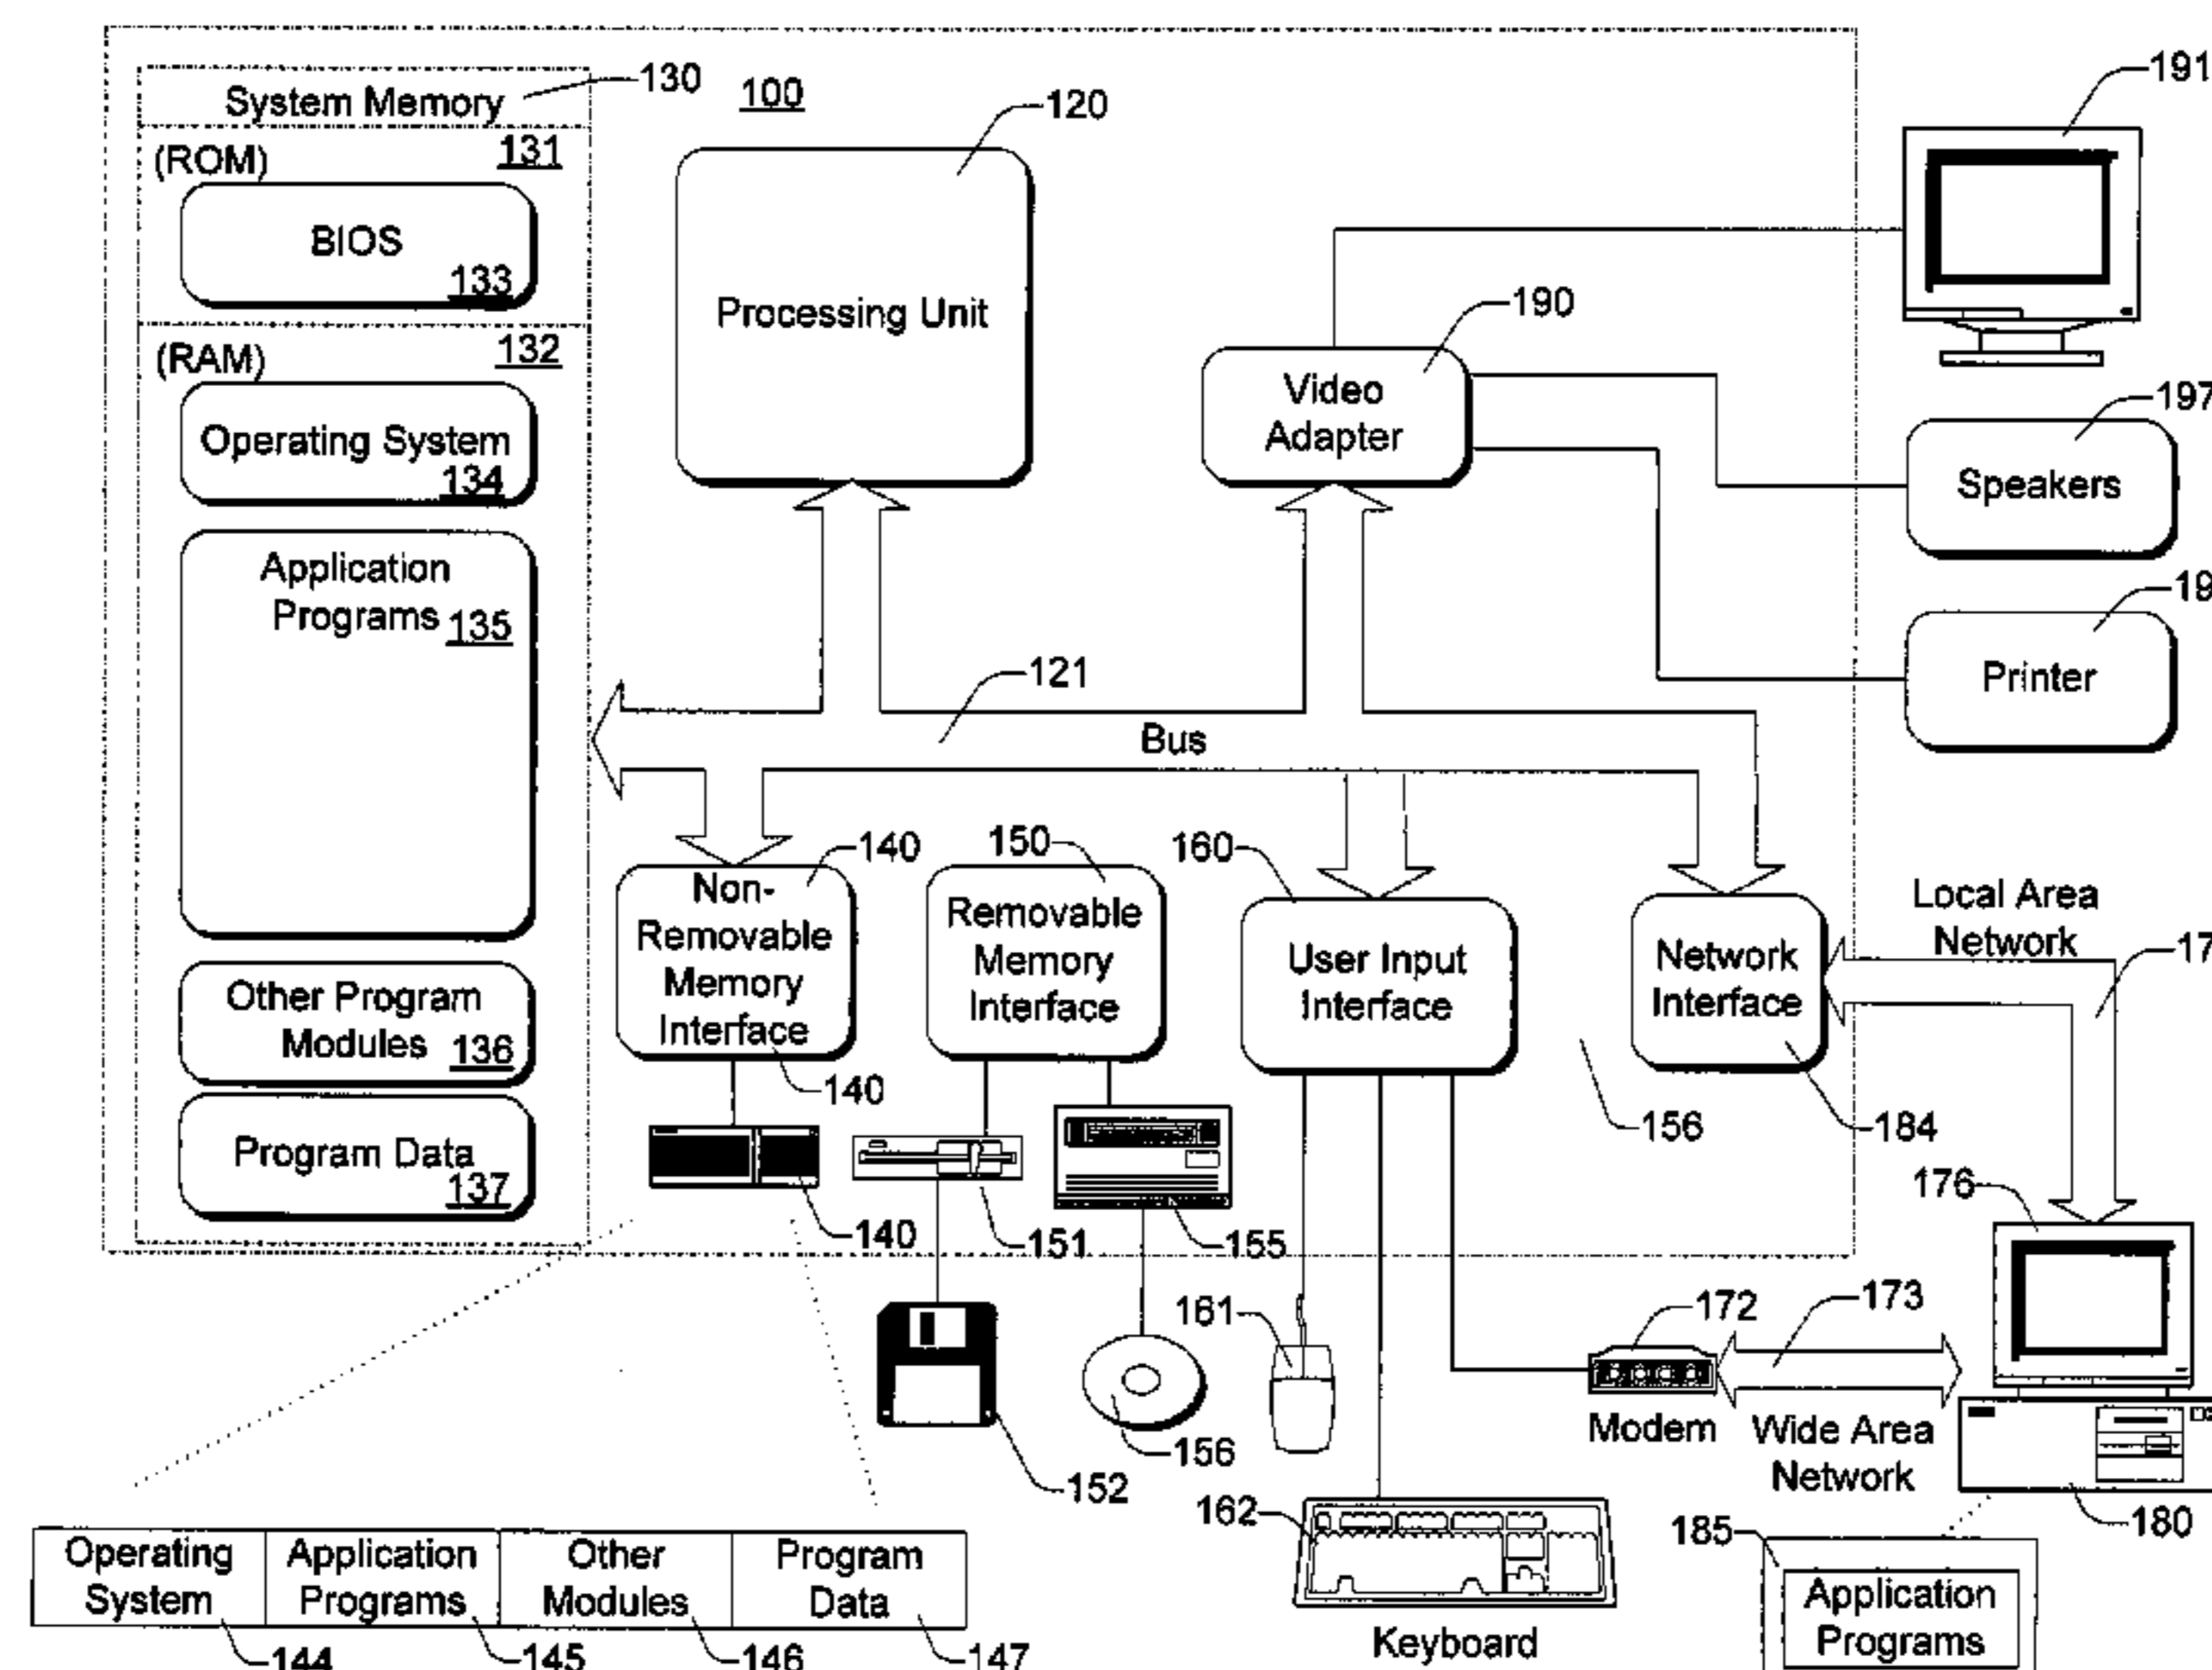 System Memory
130
100
120
191
(ROM)
131
BIOS
133
Processing Unit
190
Video
Adapter
(RAM)
132
Operating System
134
197
Speakers
Application
Programs
135
19
Printer
121
Bus
140
Non-
Removable
Memory
Interface
140
150
Removable
Memory
Interface
160
User Input
Interface
Network
Interface
Local Area
Network
17
Other Program
Modules
136
Program Data
137
156
184
176
140
151
155
161
172
173
Modem
Wide Area
Network
156
152
162
180
185
Operating
System
Application
Programs
Other
Modules
Program
Data
Application
Programs
Keyboard
144
145
146
147